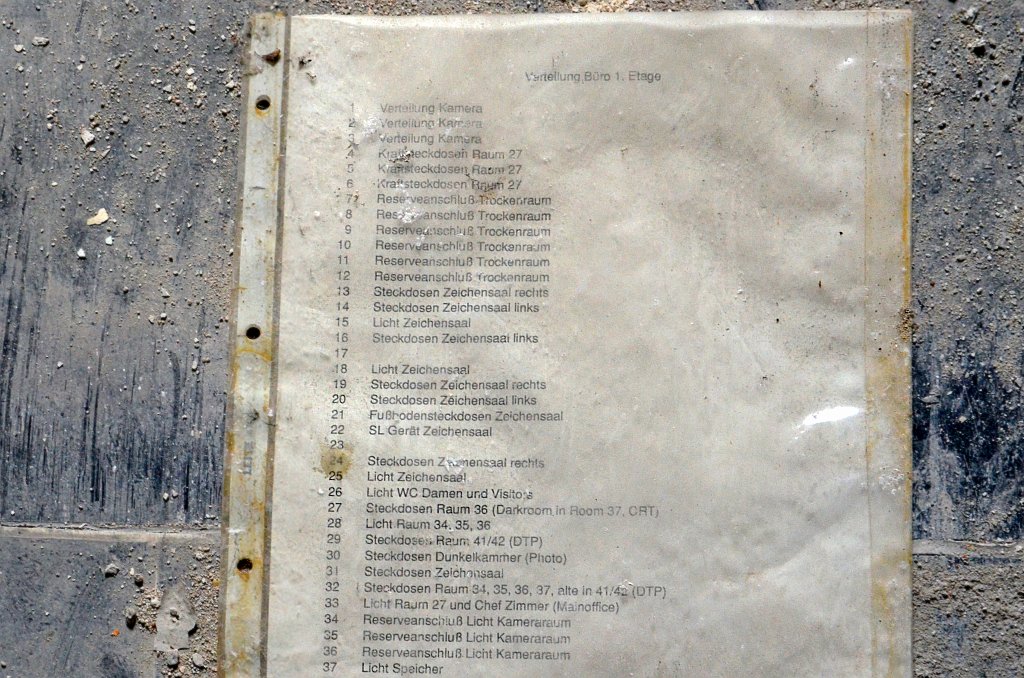 Verteilung Büro 1. Etage
1 Verteilung Kamera
2 Verteilung Kamera
3 Verteilung Kamera
4 Kraftsteckdosen Raum 27
5 Kraftsteckdosen Raum 27
6 Kraftsteckdosen Raum 27
7 Reserveanschluß Trockenraum
8 Reserveanschluß Trockenraum
9 Reserveanschluß Trockenraum
10 Reserveanschluß Trockenraum
11 Reserveanschluß Trockenraum
12 Reserveanschluß Trockenraum
13 Steckdosen Zeichensaal rechts
14 Steckdosen Zeichensaal links
15 Licht Zeichensaal
16 Steckdosen Zeichensaal links
17
18 Licht Zeichensaal
19 Steckdosen Zeichensaal rechts
20 Steckdosen Zeichensaal links
21 Fußbodensteckdosen Zeichensaal
22 SL Gerät Zeichensaal
23
24 Steckdosen Zeichensaal rechts
25 Licht Zeichensaal
26 Licht WC Damen und Visitors
27 Steckdosen Raum 36 (Darkroom in Room 37, CRT)
28 Licht Raum 34, 35, 36
29 Steckdosen Raum 41/42 (DTP)
30 Steckdosen Dunkelkammer (Photo)
31 Steckdosen Zeichensaal
32 Steckdosen Raum 34, 35, 36, 37, alte in 41/42 (DTP)
33 Licht Raum 27 und Chef Zimmer (Mainoffice)
34 Reserveanschluß Licht Kameraraum
35 Reserveanschluß Licht Kameraraum
36 Reserveanschluß Licht Kameraraum
37 Licht Speicher